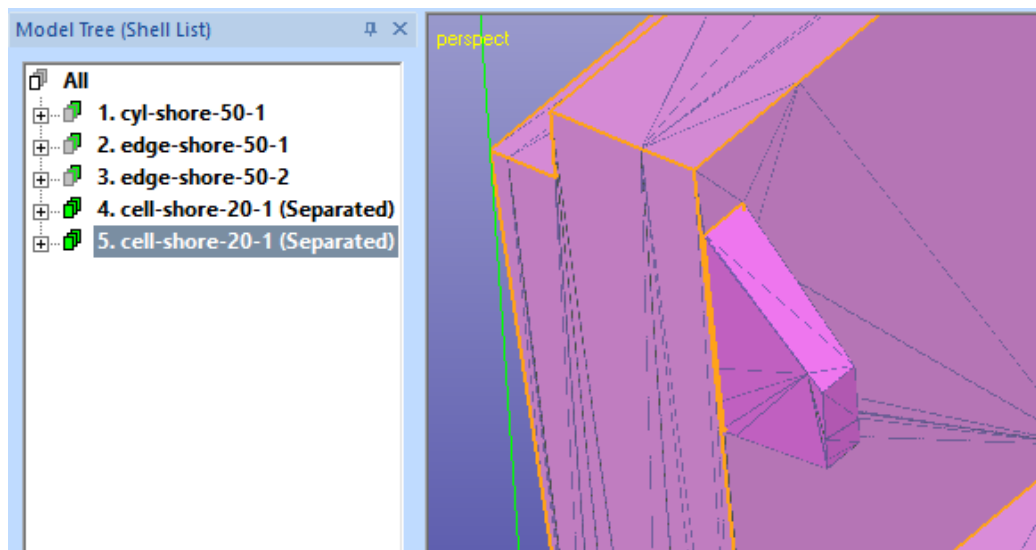 Model Tree (Shell List)
All
1. cyl-shore-50-1
2. edge-shore-50-1
3. edge-shore-50-2
4. cell-shore-20-1 (Separated)
5. cell-shore-20-1 (Separated)
perspect